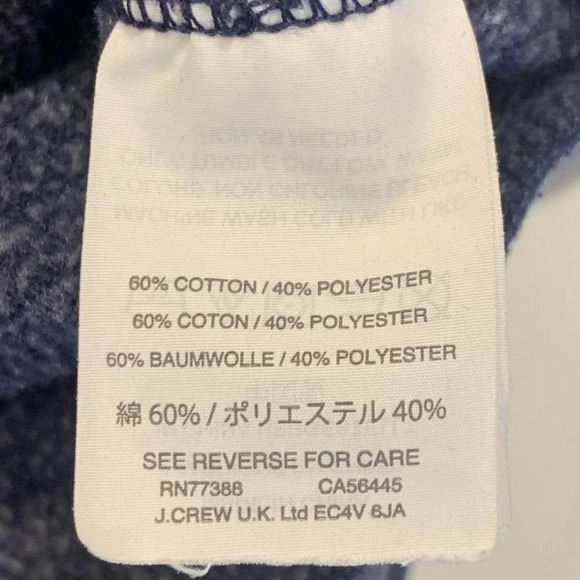 60% COTTON / 40% POLYESTER
60% COTON / 40% POLYESTER
60% BAUMWOLLE / 40% POLYESTER
綿 60% / ポリエステル 40%
SEE REVERSE FOR CARE
RN77388 CA56445
J.CREW U.K. Ltd EC4V 6JA